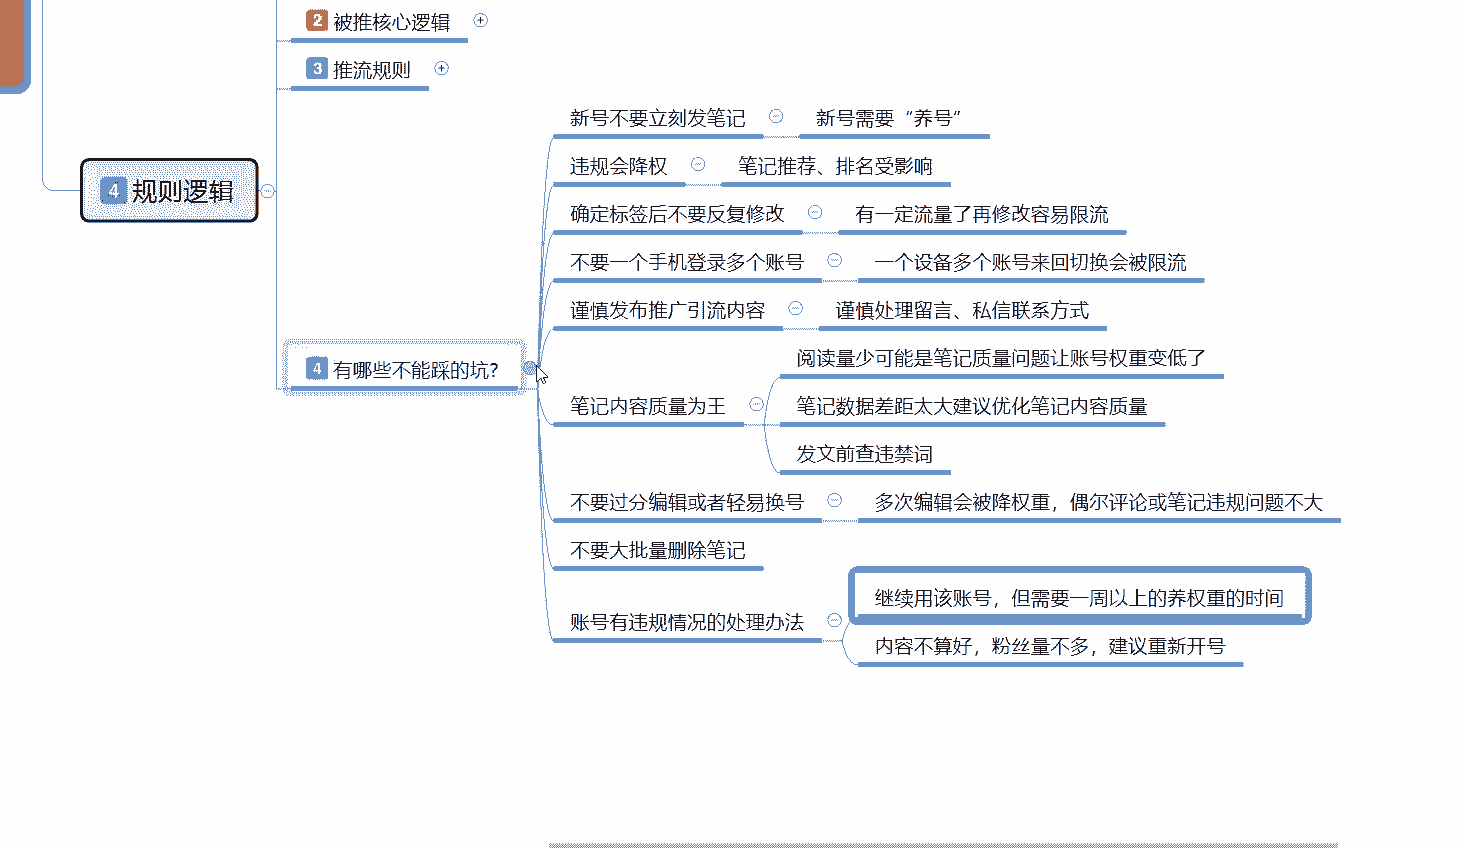 2 被推核心逻辑
3 推流规则
4 规则逻辑
4 有哪些不能踩的坑？
新号不要立刻发笔记
新号需要“养号”
违规会降权
笔记推荐、排名受影响
确定标签后不要反复修改
有一定流量了再修改容易限流
不要一个手机登录多个账号
一个设备多个账号来回切换会被限流
谨慎发布推广引流内容
谨慎处理留言、私信联系方式
笔记内容质量为王
阅读量少可能是笔记质量问题让账号权重变低了
笔记数据差距太大建议优化笔记内容质量
发文前查违禁词
不要过分编辑或者轻易换号
多次编辑会被降权重，偶尔评论或笔记违规问题不大
不要大批量删除笔记
账号有违规情况的处理办法
继续用该账号，但需要一周以上的养权重的时间
内容不算好，粉丝量不多，建议重新开号